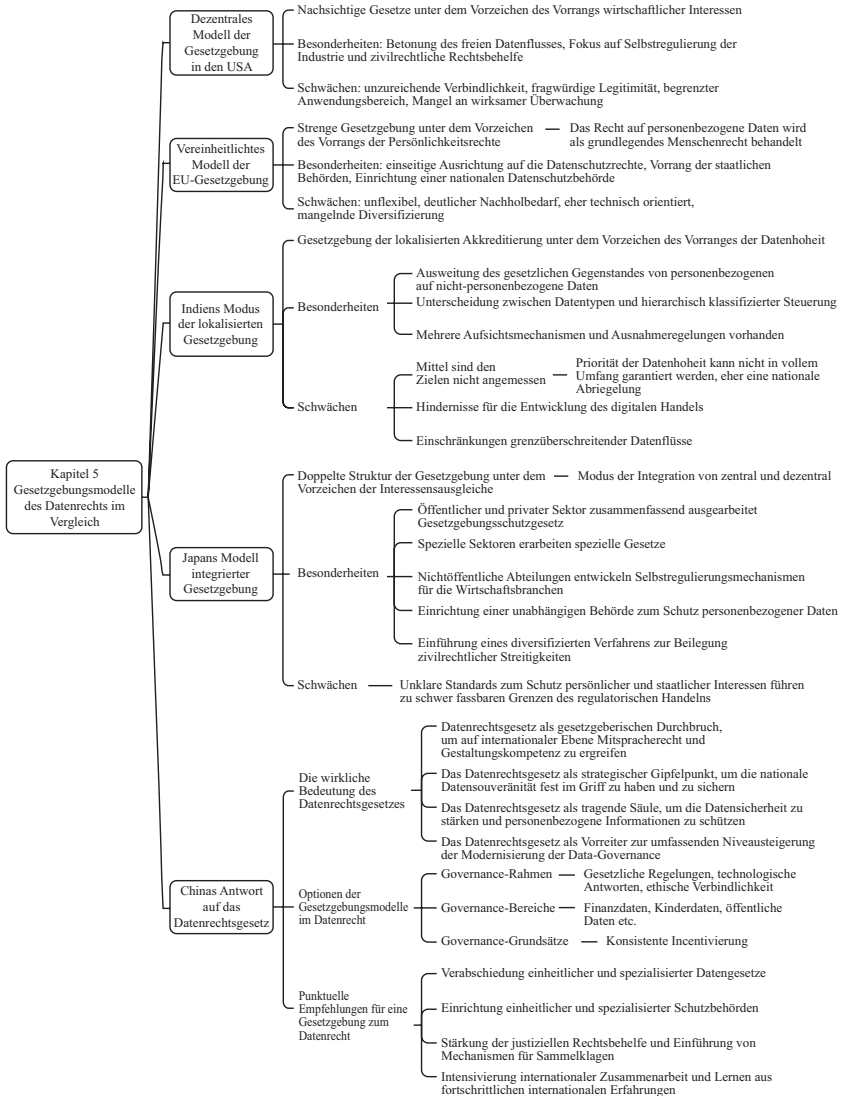 Kapitel 5
Gesetzgebungsmodelle
des Datenrechts im
Vergleich
Dezentrales
Modell der
Gesetzgebung
in den USA
Nachsichtige Gesetze unter dem Vorzeichen des Vorrangs wirtschaftlicher Interessen
Besonderheiten: Betonung des freien Datenflusses, Fokus auf Selbstregulierung der
Industrie und zivilrechtliche Rechtsbehelfe
Schwächen: unzureichende Verbindlichkeit, fragwürdige Legitimität, begrenzter
Anwendungsbereich, Mangel an wirksamer Überwachung
Vereinheitlichtes
Modell der
EU-Gesetzgebung
Strenge Gesetzgebung unter dem Vorzeichen
des Vorrangs der Persönlichkeitsrechte
Das Recht auf personenbezogene Daten wird
als grundlegendes Menschenrecht behandelt
Besonderheiten: einseitige Ausrichtung auf die Datenschutzrechte, Vorrang der staatlichen
Behörden, Einrichtung einer nationalen Datenschutzbehörde
Schwächen: unflexibel, deutlicher Nachholbedarf, eher technisch orientiert,
mangelnde Diversifizierung
Indiens Modus
der lokalisierten
Gesetzgebung
Gesetzgebung der lokalisierten Akkreditierung unter dem Vorzeichen des Vorranges der Datenhoheit
Besonderheiten
Ausweitung des gesetzlichen Gegenstandes von personenbezogenen
auf nicht-personenbezogene Daten
Unterscheidung zwischen Datentypen und hierarchisch klassifizierter Steuerung
Mehrere Aufsichtsmechanismen und Ausnahmeregelungen vorhanden
Schwächen
Mittel sind den
Zielen nicht angemessen
Priorität der Datenhoheit kann nicht in vollem
Umfang garantiert werden, eher eine nationale
Abriegelung
Hindernisse für die Entwicklung des digitalen Handels
Einschränkungen grenzüberschreitender Datenflüsse
Japans Modell
integrierter
Gesetzgebung
Doppelte Struktur der Gesetzgebung unter dem
Vorzeichen der Interessensausgleiche
Modus der Integration von zentral und dezentral
Besonderheiten
Öffentlicher und privater Sektor zusammenfassend ausgearbeitet
Gesetzgebungsschutzgesetz
Spezielle Sektoren erarbeiten spezielle Gesetze
Nichtöffentliche Abteilungen entwickeln Selbstregulierungsmechanismen
für die Wirtschaftsbranchen
Einrichtung einer unabhängigen Behörde zum Schutz personenbezogener Daten
Einführung eines diversifizierten Verfahrens zur Beilegung
zivilrechtlicher Streitigkeiten
Schwächen
Unklare Standards zum Schutz persönlicher und staatlicher Interessen führen
zu schwer fassbaren Grenzen des regulatorischen Handelns
Chinas Antwort
auf das
Datenrechtsgesetz
Die wirkliche
Bedeutung des
Datenrechtsgesetzes
Datenrechtsgesetz als gesetzgeberischen Durchbruch,
um auf internationaler Ebene Mitspracherecht und
Gestaltungskompetenz zu ergreifen
Das Datenrechtsgesetz als strategischer Gipfelpunkt, um die nationale
Datensouveränität fest im Griff zu haben und zu sichern
Das Datenrechtsgesetz als tragende Säule, um die Datensicherheit zu
stärken und personenbezogene Informationen zu schützen
Das Datenrechtsgesetz als Vorreiter zur umfassenden Niveausteigerung
der Modernisierung der Data-Governance
Optionen der
Gesetzgebungsmodelle
im Datenrecht
Governance-Rahmen
Gesetzliche Regelungen, technologische
Antworten, ethische Verbindlichkeit
Governance-Bereiche
Finanzdaten, Kinderdaten, öffentliche
Daten etc.
Governance-Grundsätze
Konsistente Incentivierung
Punktuelle
Empfehlungen für eine
Gesetzgebung zum
Datenrecht
Verabschiedung einheitlicher und spezialisierter Datengesetze
Einrichtung einheitlicher und spezialisierter Schutzbehörden
Stärkung der justiziellen Rechtsbehelfe und Einführung von
Mechanismen für Sammelklagen
Intensivierung internationaler Zusammenarbeit und Lernen aus
fortschrittlichen internationalen Erfahrungen